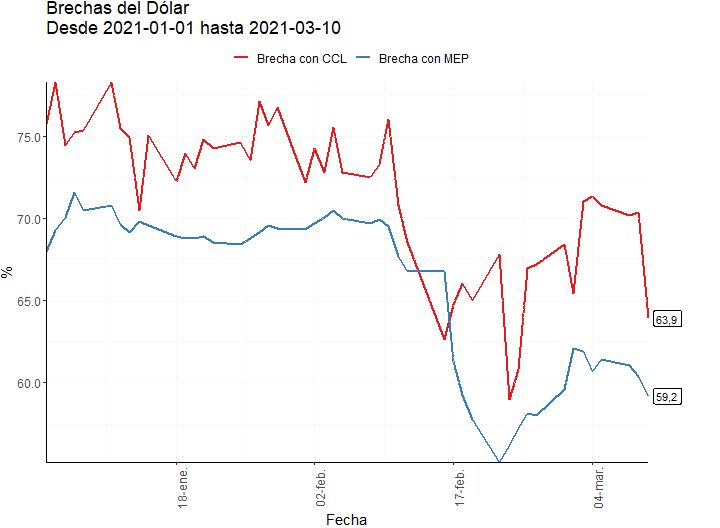 Brechas del Dólar
Desde 2021-01-01 hasta 2021-03-10
Brecha con CCL
Brecha con MEP
75.0
70.0
65.0
60.0
%
63,9
59,2
18-ene.
02-feb.
17-feb.
04-mar.
Fecha